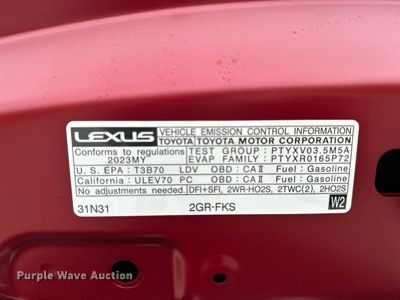 LEXUS
VEHICLE EMISSION CONTROL INFORMATION
TOYOTA TOYOTA MOTOR CORPORATION
Conforms to regulations
2023MY
TEST GROUP : PTYXV03.5M5A
EVAP FAMILY : PTYXR0165P72
U.S. EPA : T3B70 LDV OBD : CA II Fuel : Gasoline
California : ULEV70 PC OBD : CA II Fuel : Gasoline
No adjustments needed. DFI+SFI, 2WR-HO2S, 2TWC(2), 2HO2S
31N31 2GR-FKS W2
Purple Wave Auction